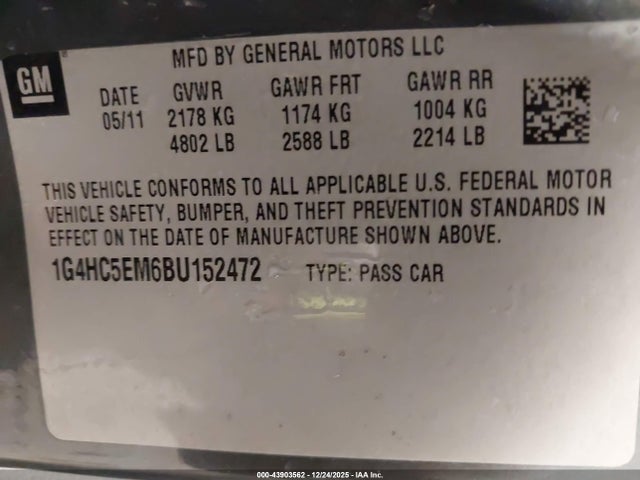 MFD BY GENERAL MOTORS LLC
GM
DATE GVWR GAWR FRT GAWR RR
05/11 2178 KG 1174 KG 1004 KG
4802 LB 2588 LB 2214 LB
THIS VEHICLE CONFORMS TO ALL APPLICABLE U.S. FEDERAL MOTOR
VEHICLE SAFETY, BUMPER, AND THEFT PREVENTION STANDARDS IN
EFFECT ON THE DATE OF MANUFACTURE SHOWN ABOVE.
1G4HC5EM6BU152472 TYPE: PASS CAR
000-43903562 - 12/24/2025 - IAA Inc.